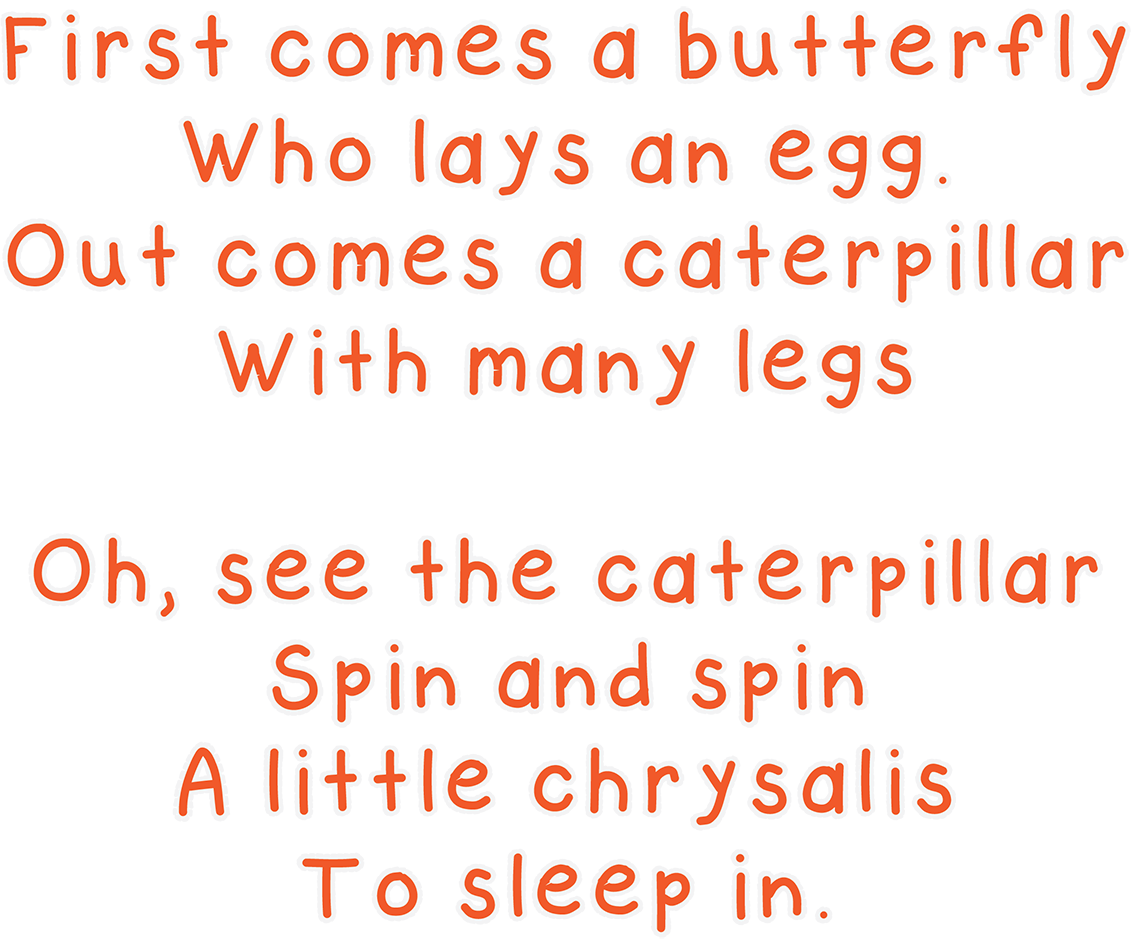 First comes a butterfly
Who lays an egg.
Out comes a caterpillar
With many legs
Oh, see the caterpillar
Spin and spin
A little chrysalis
To sleep in.